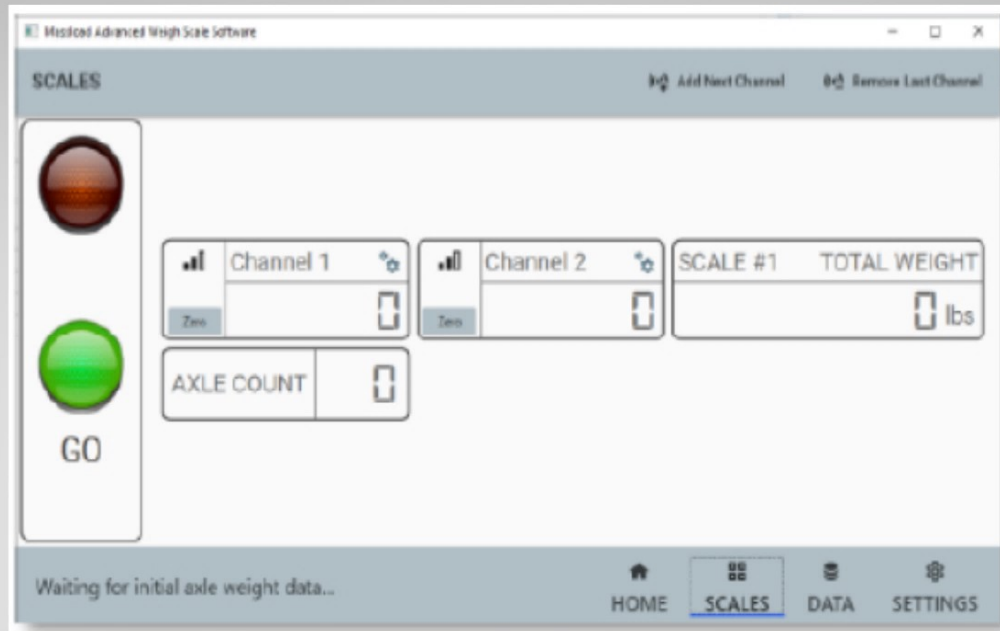 Massload Advanced Weigh Scale Software
SCALES
Add Next Channel
Remove Last Channel
Channel 1
0
Zero
Channel 2
0
Zero
SCALE #1 TOTAL WEIGHT
0 lbs
AXLE COUNT 0
GO
Waiting for initial axle weight data...
HOME
SCALES
DATA
SETTINGS